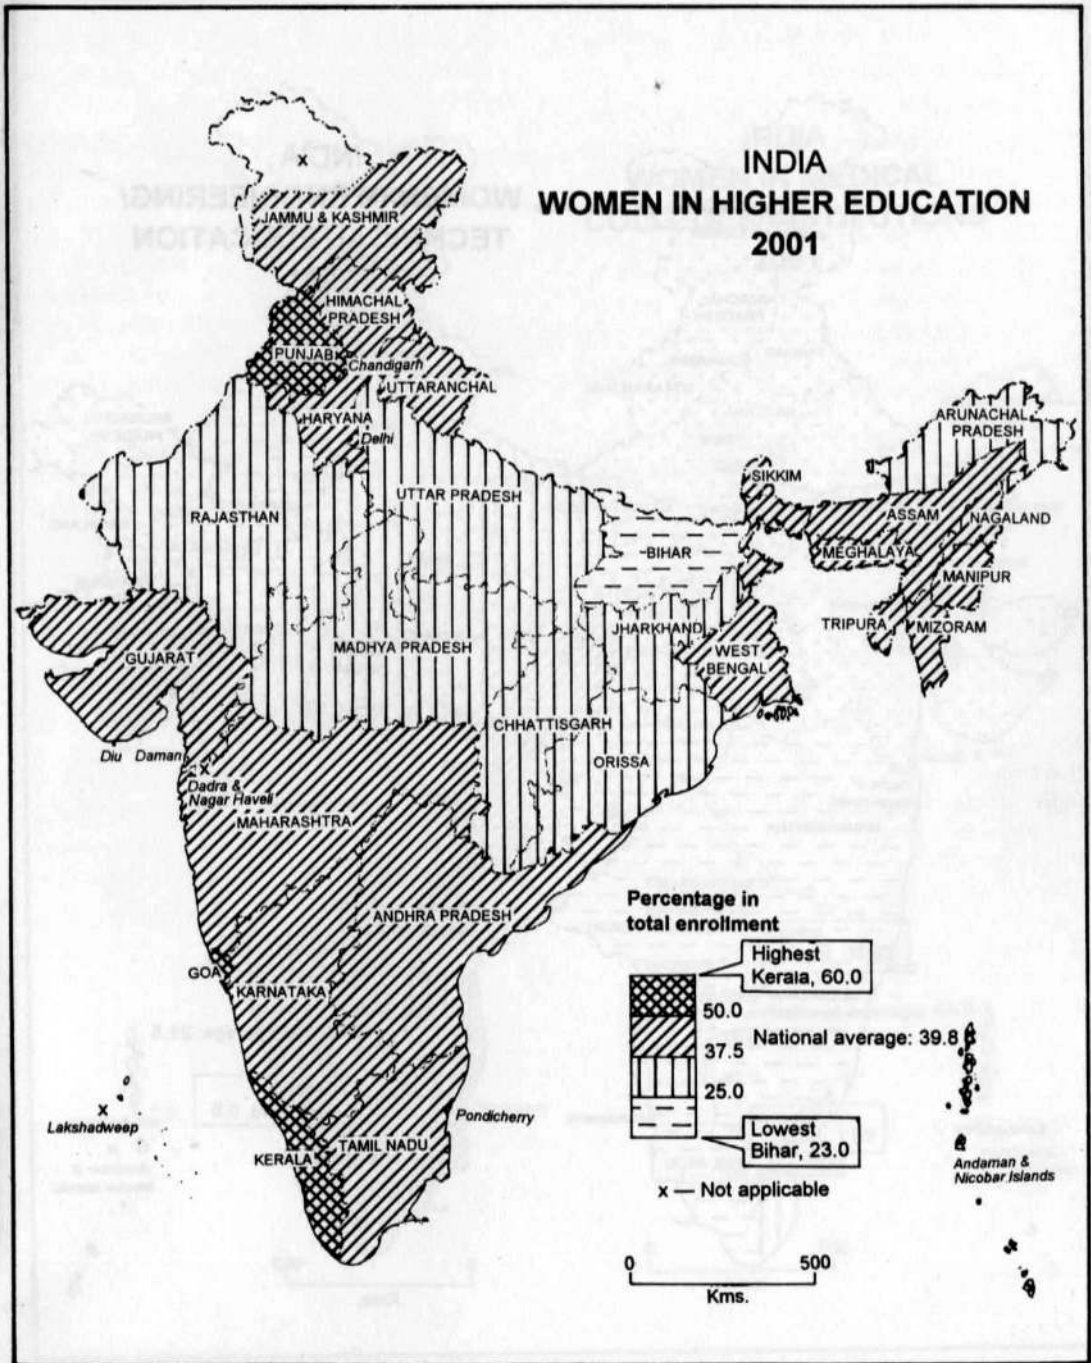 INDIA
WOMEN IN HIGHER EDUCATION
2001
x
JAMMU & KASHMIR
HIMACHAL
PRADESH
PUNJAB
Chandigarh
UTTARANCHAL
HARYANA
Delhi
ARUNACHAL
PRADESH
SIKKIM
UTTAR PRADESH
RAJASTHAN
ASSAM
NAGALAND
BIHAR
MEGHALAYA
MANIPUR
TRIPURA
MIZORAM
JHARKHAND
MADHYA PRADESH
WEST
BENGAL
GUJARAT
CHHATTISGARH
ORISSA
Diu
Daman
x
Dadra &
Nagar Haveli
MAHARASHTRA
ANDHRA PRADESH
GOA
KARNATAKA
x
Lakshadweep
Pondicherry
KERALA
TAMIL NADU
Andaman &
Nicobar Islands
Percentage in
total enrollment
Highest
Kerala, 60.0
50.0
National average: 39.8
37.5
25.0
Lowest
Bihar, 23.0
x — Not applicable
0 500
Kms.